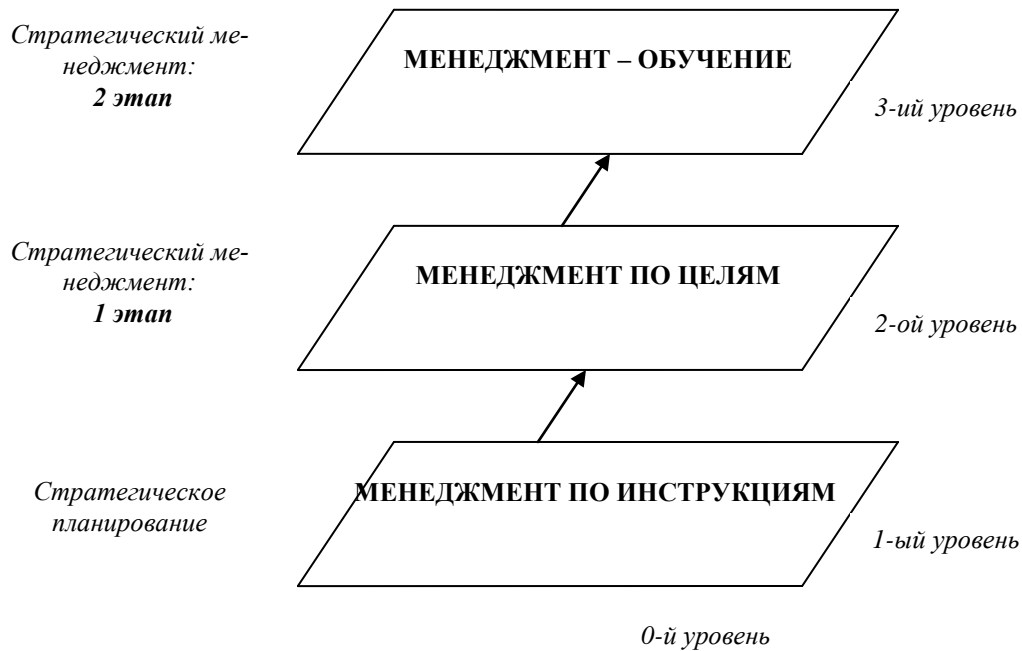 Стратегический ме-
неджмент:
2 этап
МЕНЕДЖМЕНТ – ОБУЧЕНИЕ
3-ий уровень
Стратегический ме-
неджмент:
1 этап
МЕНЕДЖМЕНТ ПО ЦЕЛЯМ
2-ой уровень
Стратегическое
планирование
МЕНЕДЖМЕНТ ПО ИНСТРУКЦИЯМ
1-ый уровень
0-й уровень